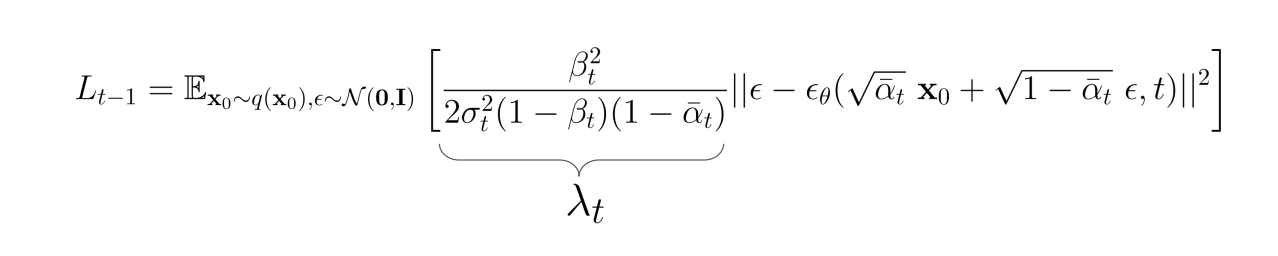 L_{t-1} = \mathbb{E}_{\mathbf{x}_0 \sim q(\mathbf{x}_0), \epsilon \sim \mathcal{N}(\mathbf{0}, \mathbf{I})} \left[ \frac{\beta_t^2}{2\sigma_t^2(1 - \beta_t)(1 - \bar{\alpha}_t)} ||\epsilon - \epsilon_\theta(\sqrt{\bar{\alpha}_t} \ \mathbf{x}_0 + \sqrt{1 - \bar{\alpha}_t} \ \epsilon, t)||^2 \right]
\lambda_t